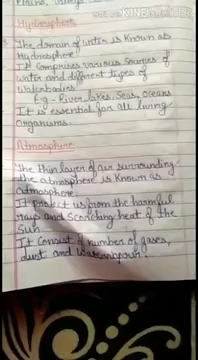 Hydrosphere
The domain of water is known as
Hydrosphere.
It comprises various sources of
water and different types of
waterbodies
E.g - River, lakes, Seas, oceans
It is essential for all living
organisms.
Atmosphere
The thin layer of air surrounding
the atmosphere is known as
atmosphere.
It protect us from the harmful
rays and scorching heat of the
Sun.
It consist of number of gases,
dust and watervapour.